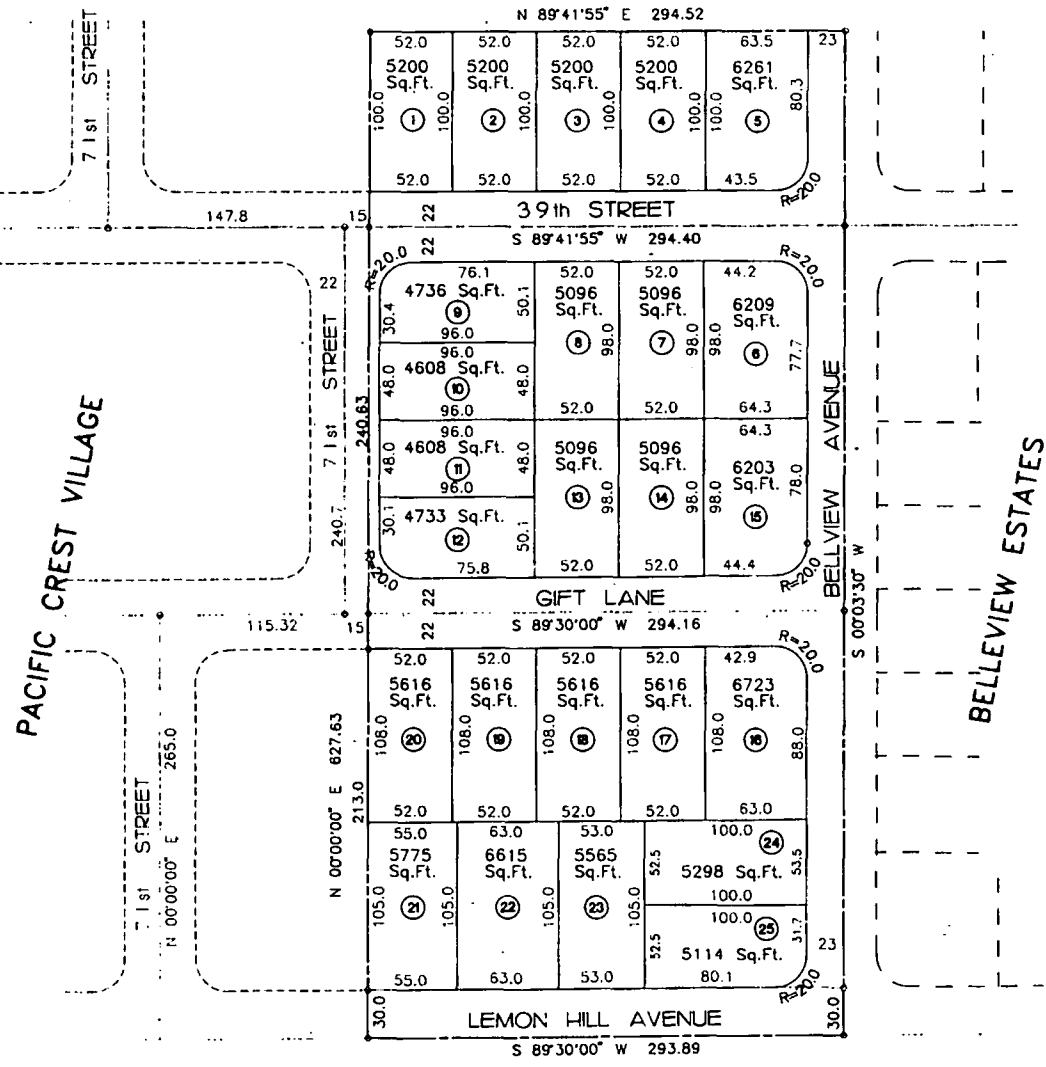 N 89°41'55" E 294.52
52.0 52.0 52.0 52.0 63.5 23
5200 5200 5200 5200 6261
Sq.Ft. Sq.Ft. Sq.Ft. Sq.Ft. Sq.Ft.
100.0 100.0 100.0 100.0 100.0 100.0 80.3
1 2 3 4 5
52.0 52.0 52.0 52.0 43.5
R=20.0
71st STREET
147.8 15 22
39th STREET
S 89°41'55" W 294.40
22
R=20.0
R=20.0
76.1 52.0 52.0 44.2
22
4736 Sq.Ft.
9
30.4 50.1
96.0
5096
Sq.Ft.
8
98.0
5096
Sq.Ft.
7
98.0 98.0
6209
Sq.Ft.
6
77.7
96.0
4608 Sq.Ft.
10
48.0 48.0
96.0
52.0 52.0 64.3
96.0
4608 Sq.Ft.
11
48.0 48.0
96.0
64.3
5096
Sq.Ft.
13
98.0
5096
Sq.Ft.
14
98.0 98.0
6203
Sq.Ft.
15
78.0
4733 Sq.Ft.
12
30.1 50.1
75.8 52.0 52.0 44.4
R=20.0
R=20.0
71st STREET
240.7
240.63
BELLVIEW AVENUE
S 00°03'30" W
PACIFIC CREST VILLAGE
BELLEVIEW ESTATES
22
GIFT LANE
115.32 15 22
S 89°30'00" W 294.16
R=20.0
52.0 52.0 52.0 52.0 42.9
5616 5616 5616 5616 6723
Sq.Ft. Sq.Ft. Sq.Ft. Sq.Ft. Sq.Ft.
108.0 108.0 108.0 108.0 108.0 88.0
20 19 18 17 16
52.0 52.0 52.0 52.0 63.0
N 00°00'00" E 627.63
213.0
71st STREET
N 00°00'00" E 265.0
55.0 63.0 53.0 100.0
5775 6615 5565
Sq.Ft. Sq.Ft. Sq.Ft.
105.0 105.0 105.0 105.0
21 22 23
24
52.5 53.5
5298 Sq.Ft.
100.0
100.0
25
52.5 31.7
5114 Sq.Ft.
23
55.0 63.0 53.0 80.1
R=20.0
30.0
LEMON HILL AVENUE
30.0
S 89°30'00" W 293.89